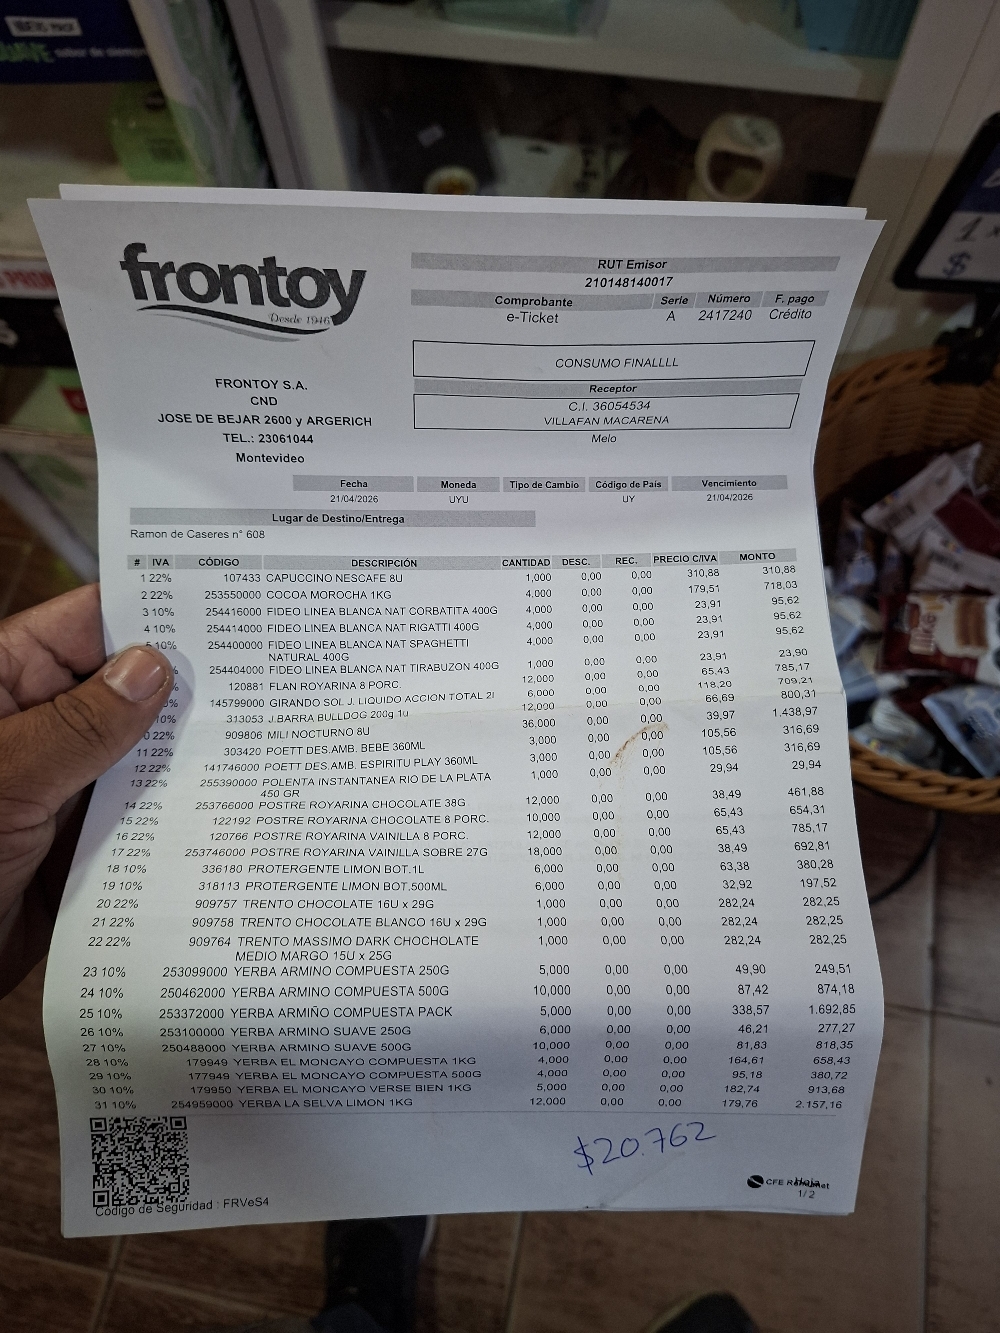 frontoy
Desde 1946
FRONTOY S.A.
CND
JOSE DE BEJAR 2600 y ARGERICH
TEL.: 23061044
Montevideo
RUT Emisor
210148140017
Comprobante Serie Número F. pago
e-Ticket A 2417240 Crédito
CONSUMO FINALLLL
Receptor
C.I. 36054534
VILLAFAN MACARENA
Melo
Fecha Moneda Tipo de Cambio Código de País Vencimiento
21/04/2026 UYU UY 21/04/2026
Lugar de Destino/Entrega
Ramon de Caseres n° 608
# IVA CÓDIGO DESCRIPCIÓN CANTIDAD DESC. REC. PRECIO C/IVA MONTO
1 22% 107433 CAPUCCINO NESCAFE 8U 1,000 0,00 0,00 310,88 310,88
2 22% 253550000 COCOA MOROCHA 1KG 4,000 0,00 0,00 179,51 718,03
3 10% 254416000 FIDEO LINEA BLANCA NAT CORBATITA 400G 4,000 0,00 0,00 23,91 95,62
4 10% 254414000 FIDEO LINEA BLANCA NAT RIGATTI 400G 4,000 0,00 0,00 23,91 95,62
5 10% 254400000 FIDEO LINEA BLANCA NAT SPAGHETTI 4,000 0,00 0,00 23,91 95,62
NATURAL 400G
254404000 FIDEO LINEA BLANCA NAT TIRABUZON 400G 1,000 0,00 0,00 23,91 23,90
120881 FLAN ROYARINA 8 PORC. 12,000 0,00 0,00 65,43 785,17
145799000 GIRANDO SOL J. LIQUIDO ACCION TOTAL 2l 6,000 0,00 0,00 118,20 709,21
10% 313053 J.BARRA BULLDOG 200g 1u 12,000 0,00 0,00 66,69 800,31
0 22% 909806 MILI NOCTURNO 8U 36,000 0,00 0,00 39,97 1.438,97
11 22% 303420 POETT DES.AMB. BEBE 360ML 3,000 0,00 0,00 105,56 316,69
12 22% 141746000 POETT DES.AMB. ESPIRITU PLAY 360ML 3,000 0,00 0,00 105,56 316,69
13 22% 255390000 POLENTA INSTANTANEA RIO DE LA PLATA 1,000 0,00 0,00 29,94 29,94
450 GR
14 22% 253766000 POSTRE ROYARINA CHOCOLATE 38G 12,000 0,00 0,00 38,49 461,88
15 22% 122192 POSTRE ROYARINA CHOCOLATE 8 PORC. 10,000 0,00 0,00 65,43 654,31
16 22% 120766 POSTRE ROYARINA VAINILLA 8 PORC. 12,000 0,00 0,00 65,43 785,17
17 22% 253746000 POSTRE ROYARINA VAINILLA SOBRE 27G 18,000 0,00 0,00 38,49 692,81
18 10% 336180 PROTERGENTE LIMON BOT.1L 6,000 0,00 0,00 63,38 380,28
19 10% 318113 PROTERGENTE LIMON BOT.500ML 6,000 0,00 0,00 32,92 197,52
20 22% 909757 TRENTO CHOCOLATE 16U x 29G 1,000 0,00 0,00 282,24 282,25
21 22% 909758 TRENTO CHOCOLATE BLANCO 16U x 29G 1,000 0,00 0,00 282,24 282,25
22 22% 909764 TRENTO MASSIMO DARK CHOCHOLATE 1,000 0,00 0,00 282,24 282,25
MEDIO MARGO 15U x 25G
23 10% 253099000 YERBA ARMINO COMPUESTA 250G 5,000 0,00 0,00 49,90 249,51
24 10% 250462000 YERBA ARMINO COMPUESTA 500G 10,000 0,00 0,00 87,42 874,18
25 10% 253372000 YERBA ARMIÑO COMPUESTA PACK 5,000 0,00 0,00 338,57 1.692,85
26 10% 253100000 YERBA ARMINO SUAVE 250G 6,000 0,00 0,00 46,21 277,27
27 10% 250488000 YERBA ARMINO SUAVE 500G 10,000 0,00 0,00 81,83 818,35
28 10% 179949 YERBA EL MONCAYO COMPUESTA 1KG 4,000 0,00 0,00 164,61 658,43
29 10% 177949 YERBA EL MONCAYO COMPUESTA 500G 4,000 0,00 0,00 95,18 380,72
30 10% 179950 YERBA EL MONCAYO VERSE BIEN 1KG 5,000 0,00 0,00 182,74 913,68
31 10% 254959000 YERBA LA SELVA LIMON 1KG 12,000 0,00 0,00 179,76 2.157,16
$20.762
Código de Seguridad : FRVeS4
CFE
Hoja
1/2